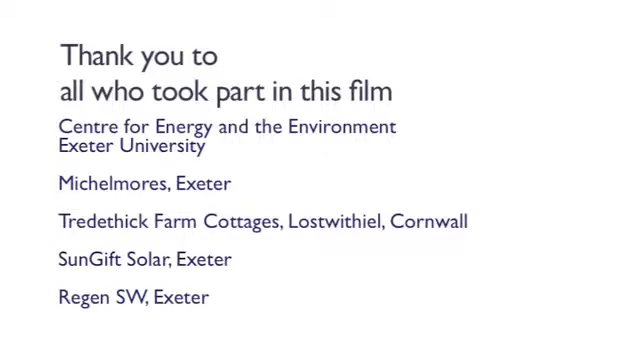 Thank you to
all who took part in this film
Centre for Energy and the Environment
Exeter University
Michelmores, Exeter
Tredethick Farm Cottages, Lostwithiel, Cornwall
SunGift Solar, Exeter
Regen SW, Exeter